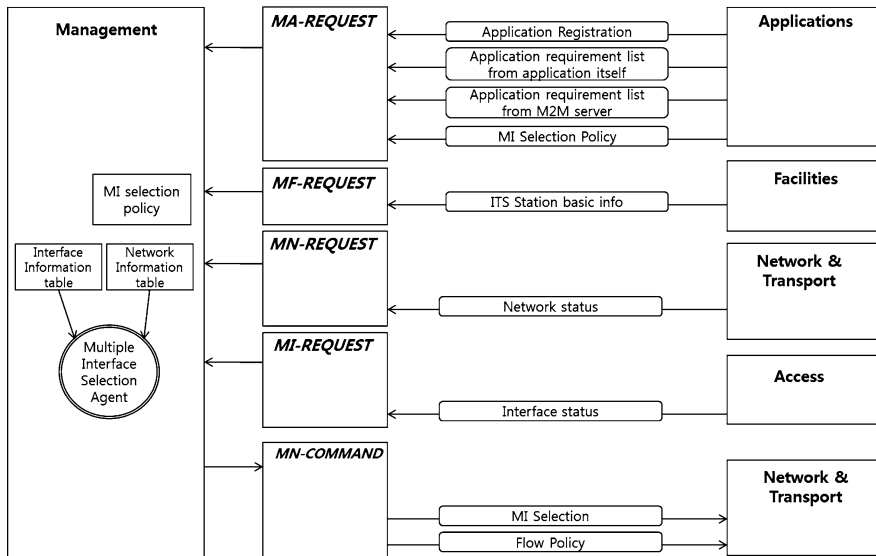 Management
MA-REQUEST
Application Registration
Applications
Application requirement list
from application itself
Application requirement list
from M2M server
MI Selection Policy
MI selection
policy
MF-REQUEST
ITS Station basic info
Facilities
Interface
Information
table
Network
Information
table
MN-REQUEST
Network status
Network &
Transport
Multiple
Interface
Selection
Agent
MI-REQUEST
Interface status
Access
MN-COMMAND
MI Selection
Flow Policy
Network &
Transport